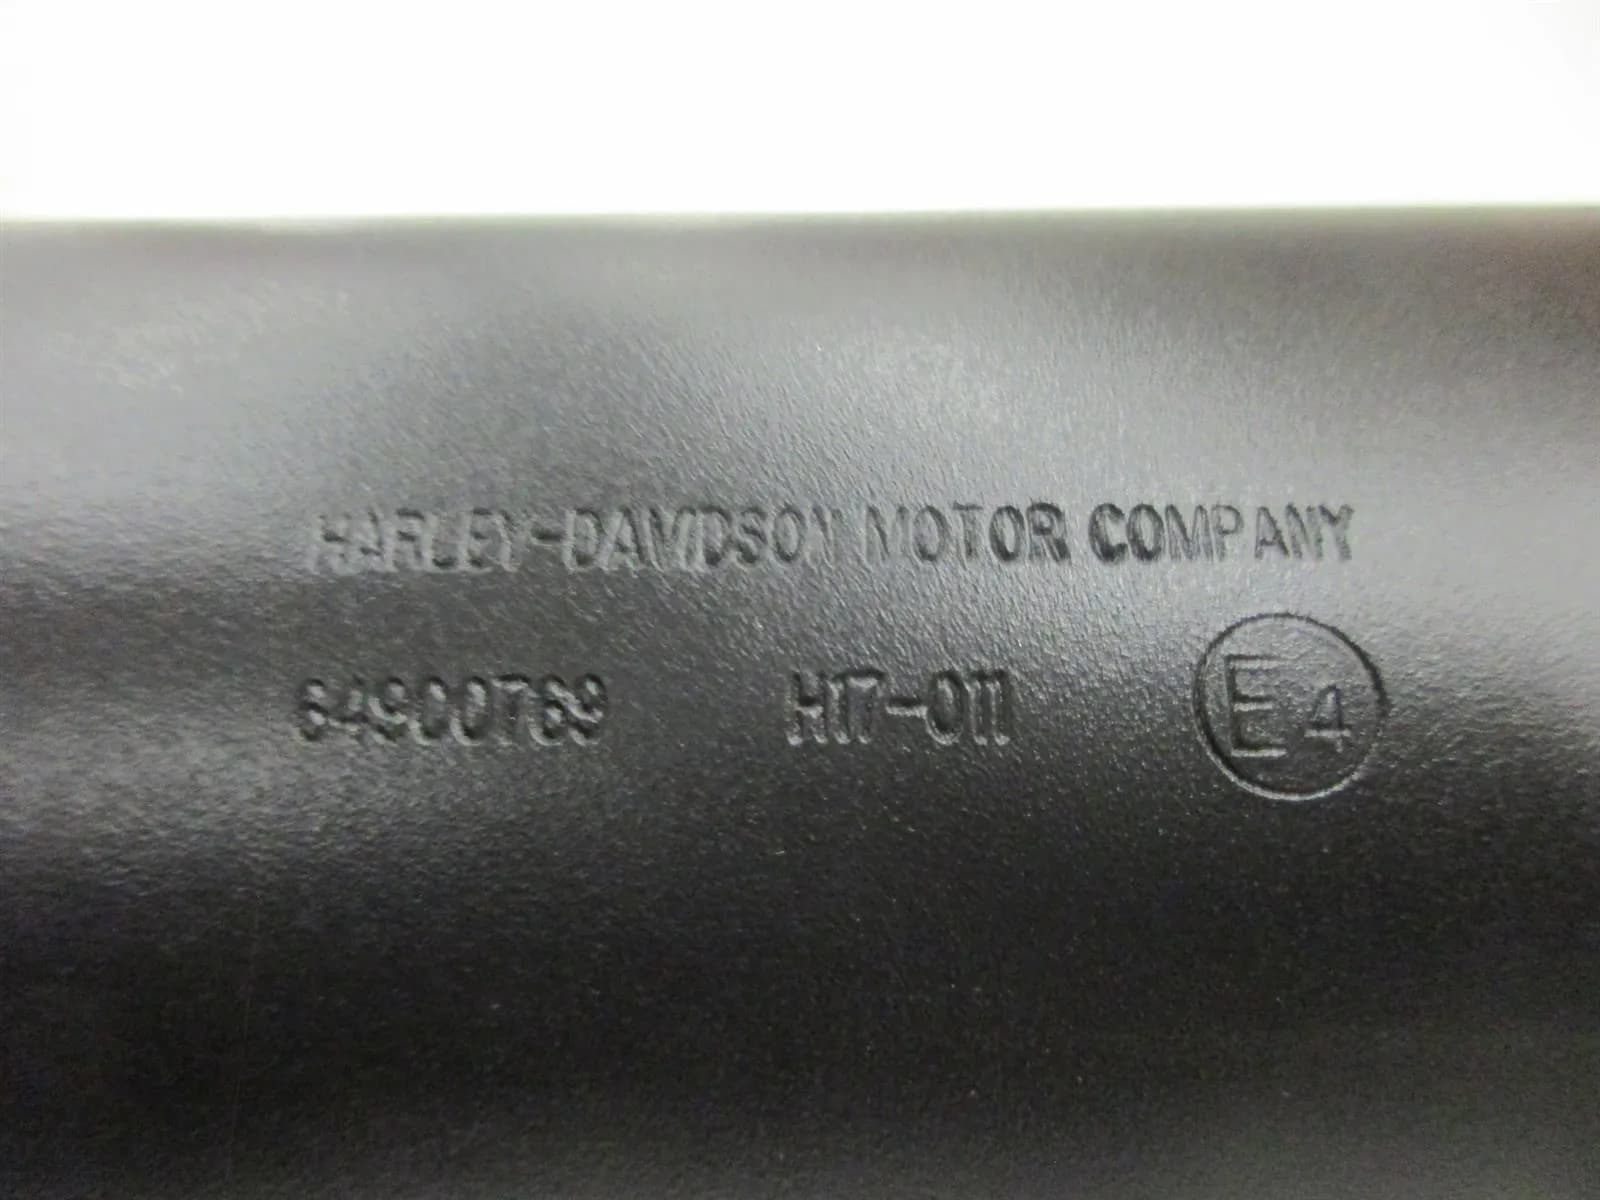 HARLEY-DAVIDSON MOTOR COMPANY
64900769 H17-011 E4